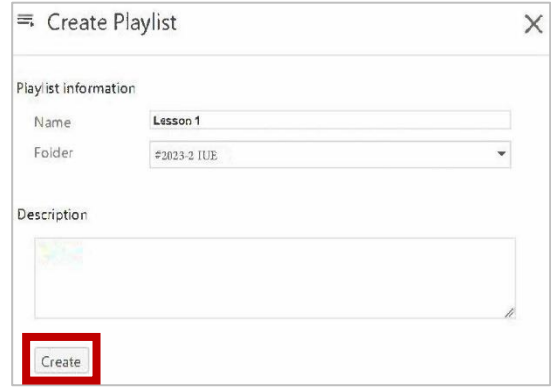 Create Playlist
Playlist information
Name Lesson 1
Folder #2023-2 IUE
Description
Create